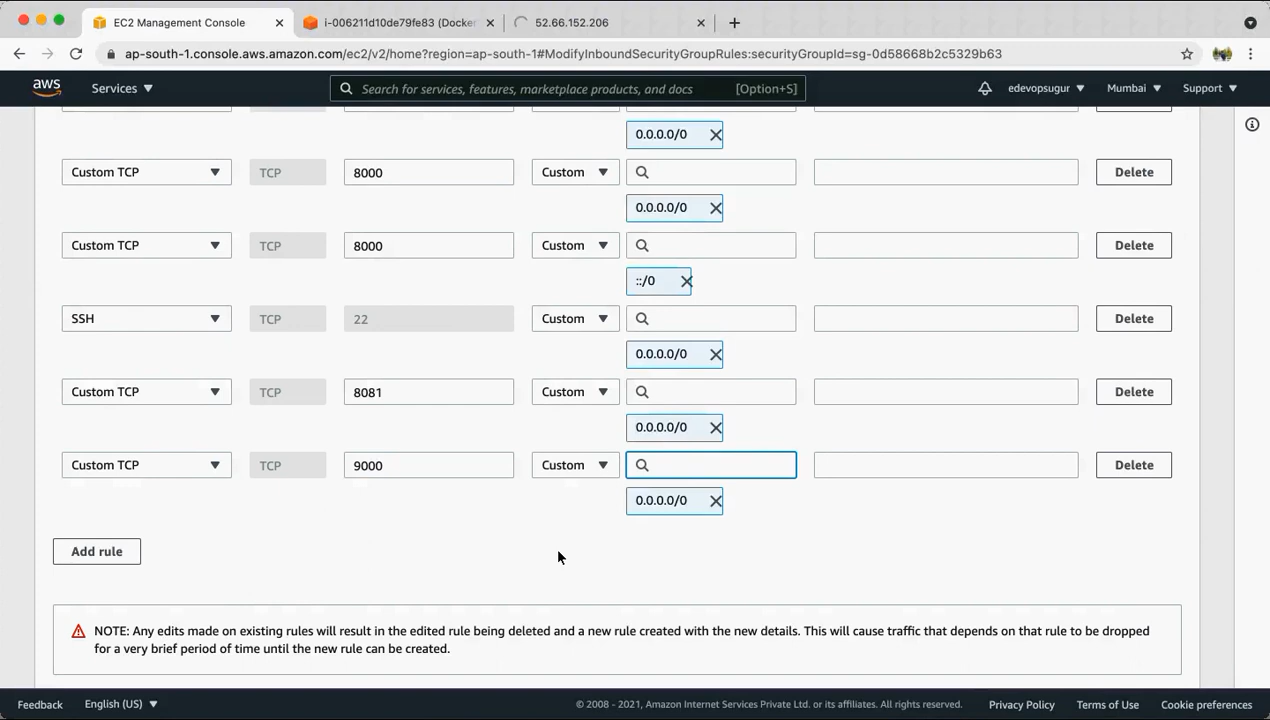 EC2 Management Console
i-006211d10de79fe83 (Docker
52.66.152.206
ap-south-1.console.aws.amazon.com/ec2/v2/home?region=ap-south-1#ModifyInboundSecurityGroupRules:securityGroupId=sg-0d58668b2c5329b63
aws Services Search for services, features, marketplace products, and docs [Option+S] edevopsugur Mumbai Support
0.0.0.0/0
Custom TCP TCP 8000 Custom Delete
0.0.0.0/0
Custom TCP TCP 8000 Custom Delete
::/0
SSH TCP 22 Custom Delete
0.0.0.0/0
Custom TCP TCP 8081 Custom Delete
0.0.0.0/0
Custom TCP TCP 9000 Custom Delete
0.0.0.0/0
Add rule
NOTE: Any edits made on existing rules will result in the edited rule being deleted and a new rule created with the new details. This will cause traffic that depends on that rule to be dropped
for a very brief period of time until the new rule can be created.
Feedback English (US) © 2008 - 2021, Amazon Internet Services Private Ltd. or its affiliates. All rights reserved. Privacy Policy Terms of Use Cookie preferences